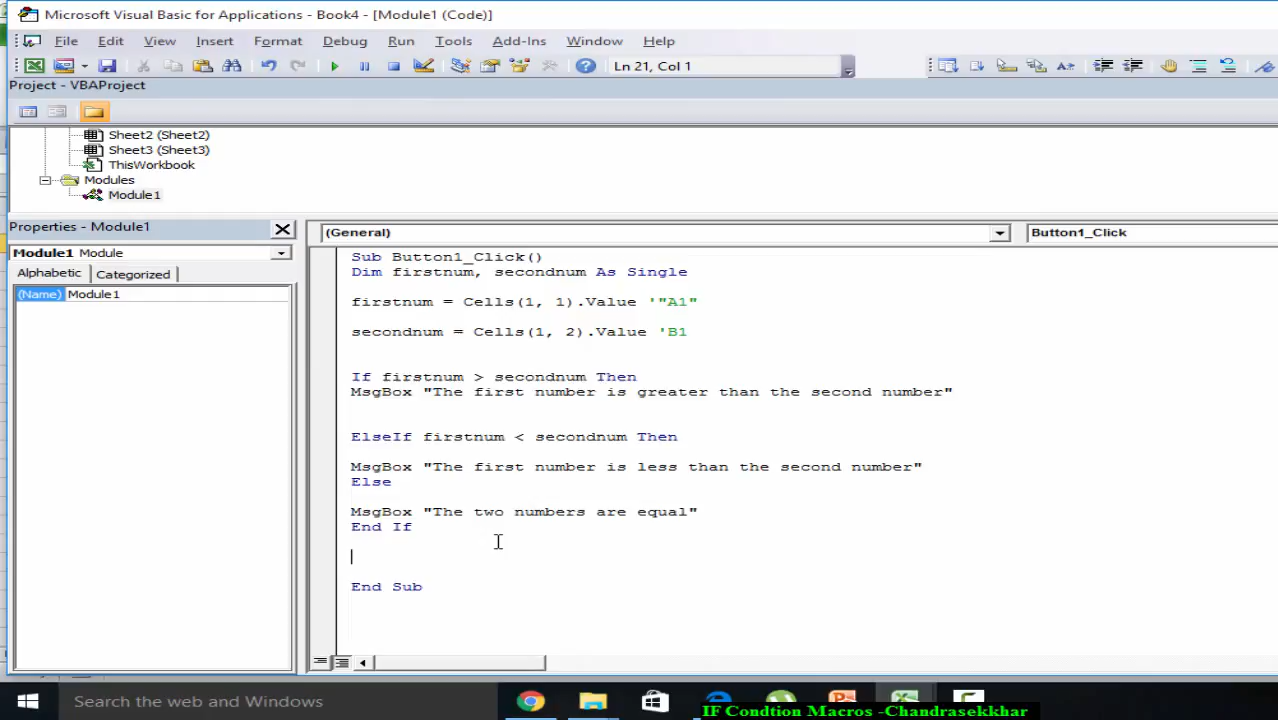 Microsoft Visual Basic for Applications - Book4 - [Module1 (Code)]
File Edit View Insert Format Debug Run Tools Add-Ins Window Help
Ln 21, Col 1
Project - VBAProject
Sheet2 (Sheet2)
Sheet3 (Sheet3)
ThisWorkbook
Modules
Module1
Properties - Module1
Module1 Module
Alphabetic Categorized
(Name) Module1
(General) Button1_Click
Sub Button1_Click()
Dim firstnum, secondnum As Single
firstnum = Cells(1, 1).Value '"A1"
secondnum = Cells(1, 2).Value 'B1
If firstnum > secondnum Then
MsgBox "The first number is greater than the second number"
ElseIf firstnum < secondnum Then
MsgBox "The first number is less than the second number"
Else
MsgBox "The two numbers are equal"
End If
End Sub
Search the web and Windows
IF Condtion Macros -Chandrasekkhar